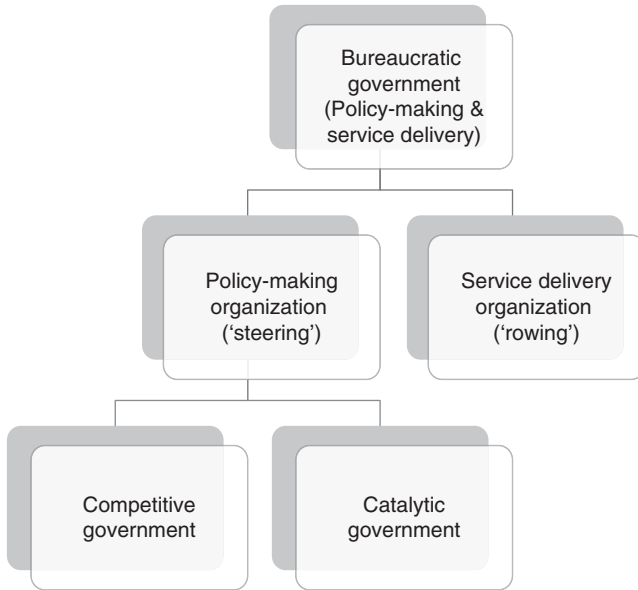 Bureaucratic
government
(Policy-making &
service delivery)
Policy-making
organization
(‘steering’)
Service delivery
organization
(‘rowing’)
Competitive
government
Catalytic
government